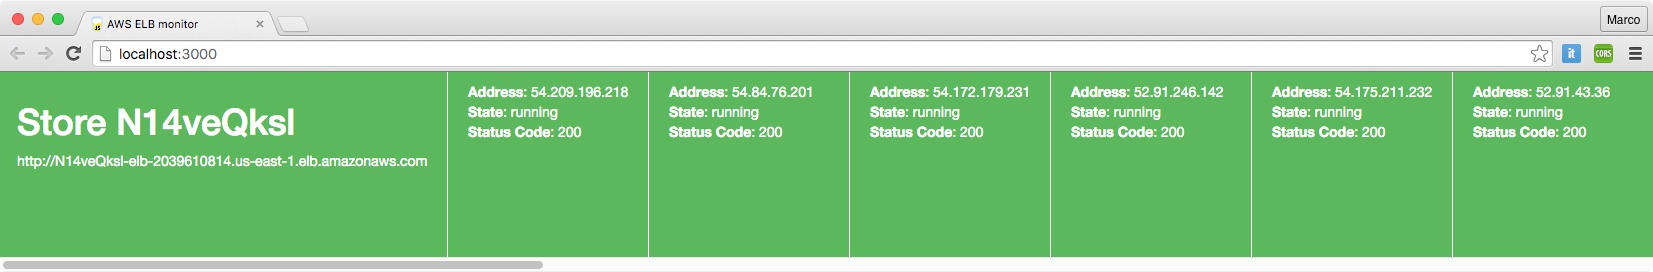 AWS ELB monitor
Marco
localhost:3000
it
CORS
Store N14veQksl
http://N14veQksl-elb-2039610814.us-east-1.elb.amazonaws.com
Address: 54.209.196.218
State: running
Status Code: 200
Address: 54.84.76.201
State: running
Status Code: 200
Address: 54.172.179.231
State: running
Status Code: 200
Address: 52.91.246.142
State: running
Status Code: 200
Address: 54.175.211.232
State: running
Status Code: 200
Address: 52.91.43.36
State: running
Status Code: 200